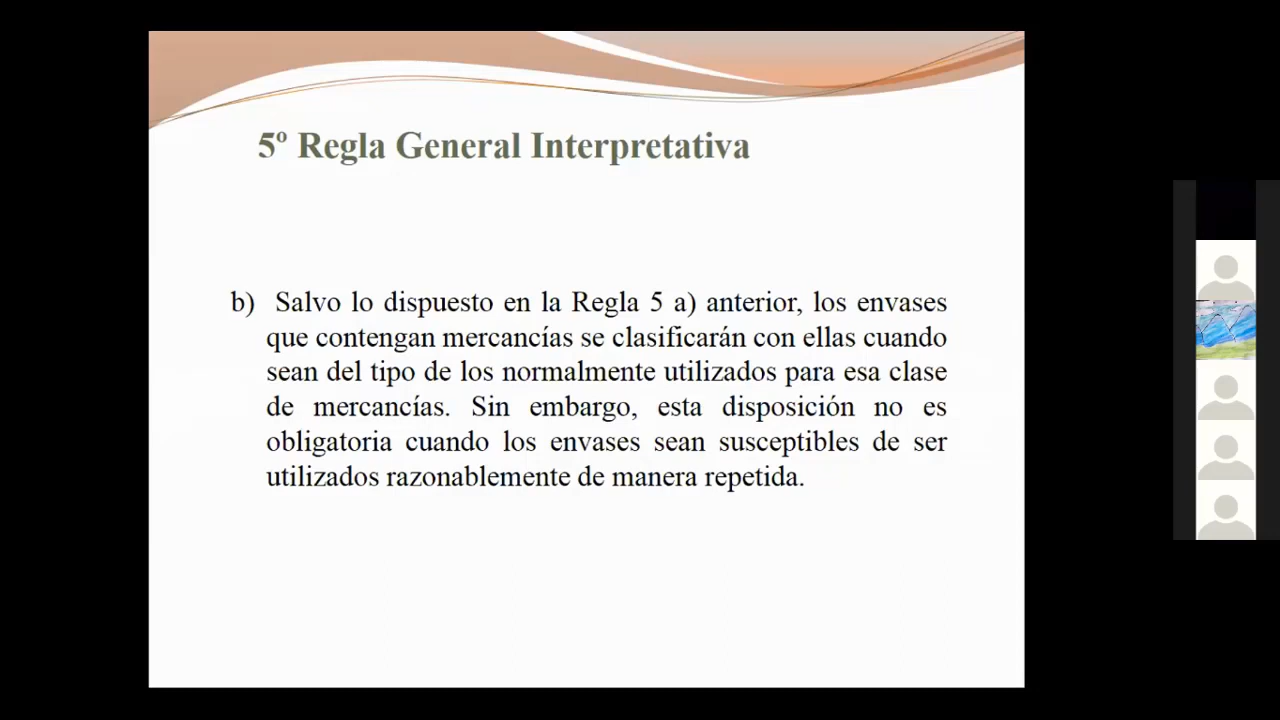 5º Regla General Interpretativa
b) Salvo lo dispuesto en la Regla 5 a) anterior, los envases
que contengan mercancías se clasificarán con ellas cuando
sean del tipo de los normalmente utilizados para esa clase
de mercancías. Sin embargo, esta disposición no es
obligatoria cuando los envases sean susceptibles de ser
utilizados razonablemente de manera repetida.